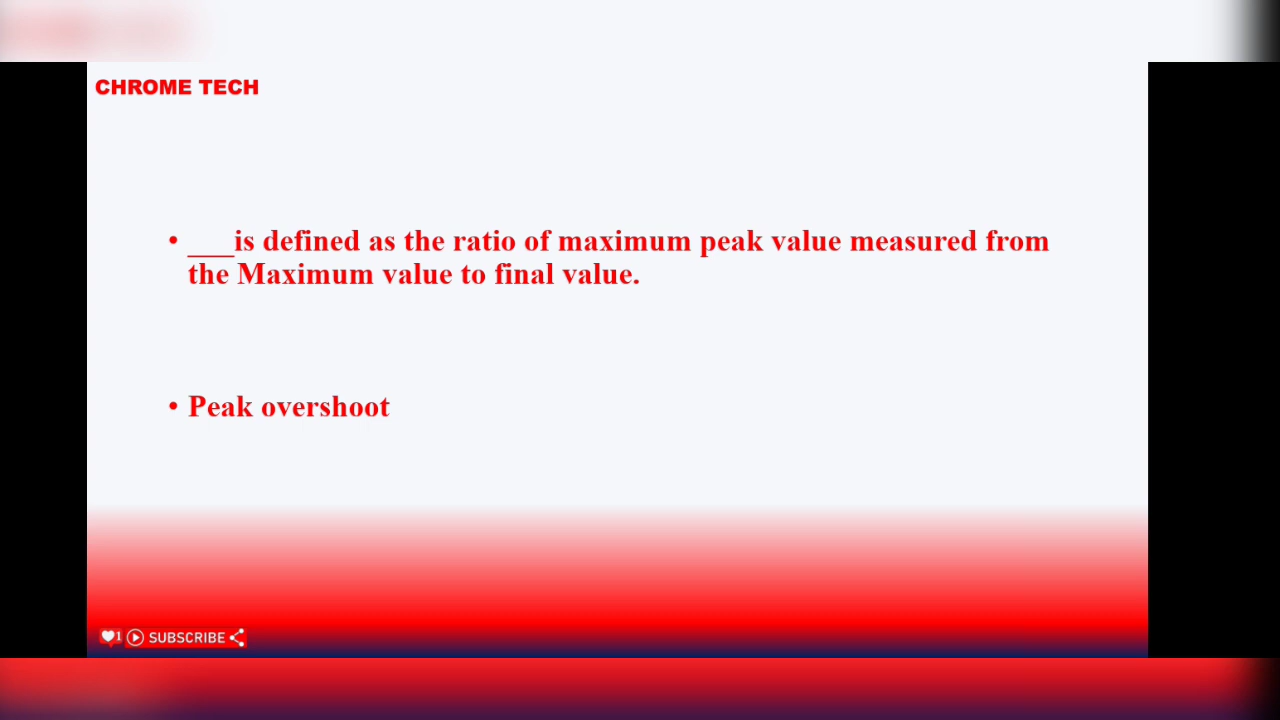 CHROME TECH
• ___is defined as the ratio of maximum peak value measured from
the Maximum value to final value.
• Peak overshoot
1 SUBSCRIBE